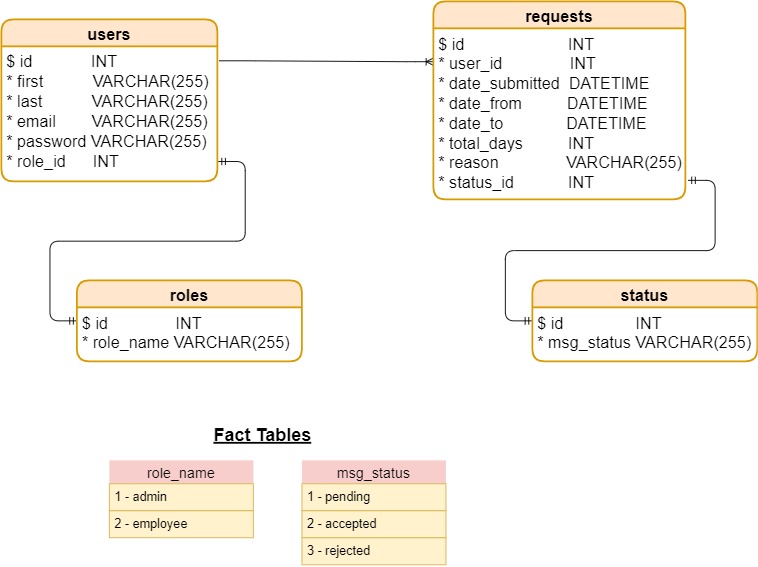 users
$ id INT
* first VARCHAR(255)
* last VARCHAR(255)
* email VARCHAR(255)
* password VARCHAR(255)
* role_id INT
requests
$ id INT
* user_id INT
* date_submitted DATETIME
* date_from DATETIME
* date_to DATETIME
* total_days INT
* reason VARCHAR(255)
* status_id INT
roles
$ id INT
* role_name VARCHAR(255)
status
$ id INT
* msg_status VARCHAR(255)
Fact Tables
role_name
1 - admin
2 - employee
msg_status
1 - pending
2 - accepted
3 - rejected